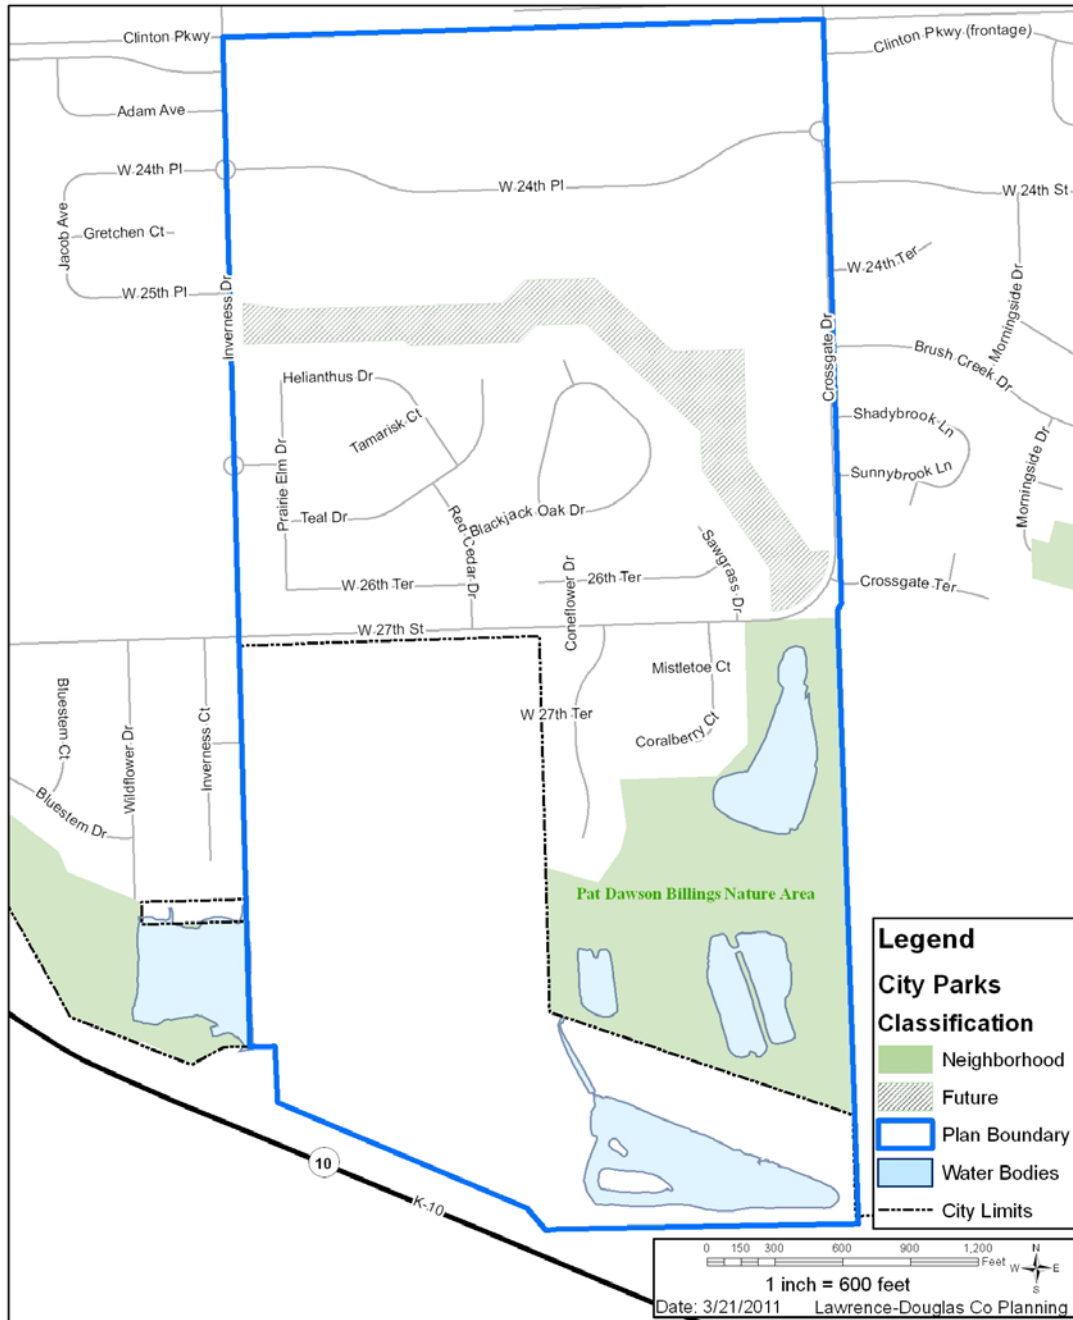 Clinton Pkwy
Clinton Pkwy (frontage)
Adam Ave
W 24th Pl
W 24th Pl
W 24th St
Jacob Ave
Gretchen Ct
W 24th Ter
Morningside Dr
W 25th Pl
Inverness Dr
Crossgate Dr
Brush Creek Dr
Helianthus Dr
Tamarisk Ct
Shadybrook Ln
Sunnybrook Ln
Morningside Dr
Prairie Elm Dr
Teal Dr
Red Cedar Dr
Blackjack Oak Dr
Sawgrass Dr
W 26th Ter
Coneflower Dr
26th Ter
Crossgate Ter
W 27th St
Mistletoe Ct
Bluestem Ct
Wildflower Dr
Inverness Ct
W 27th Ter
Coralberry Ct
Bluestem Dr
Pat Dawson Billings Nature Area
Legend
City Parks
Classification
Neighborhood
Future
Plan Boundary
Water Bodies
City Limits
10
K-10
0 150 300 600 900 1,200
Feet
N
W E
S
1 inch = 600 feet
Date: 3/21/2011 Lawrence-Douglas Co Planning